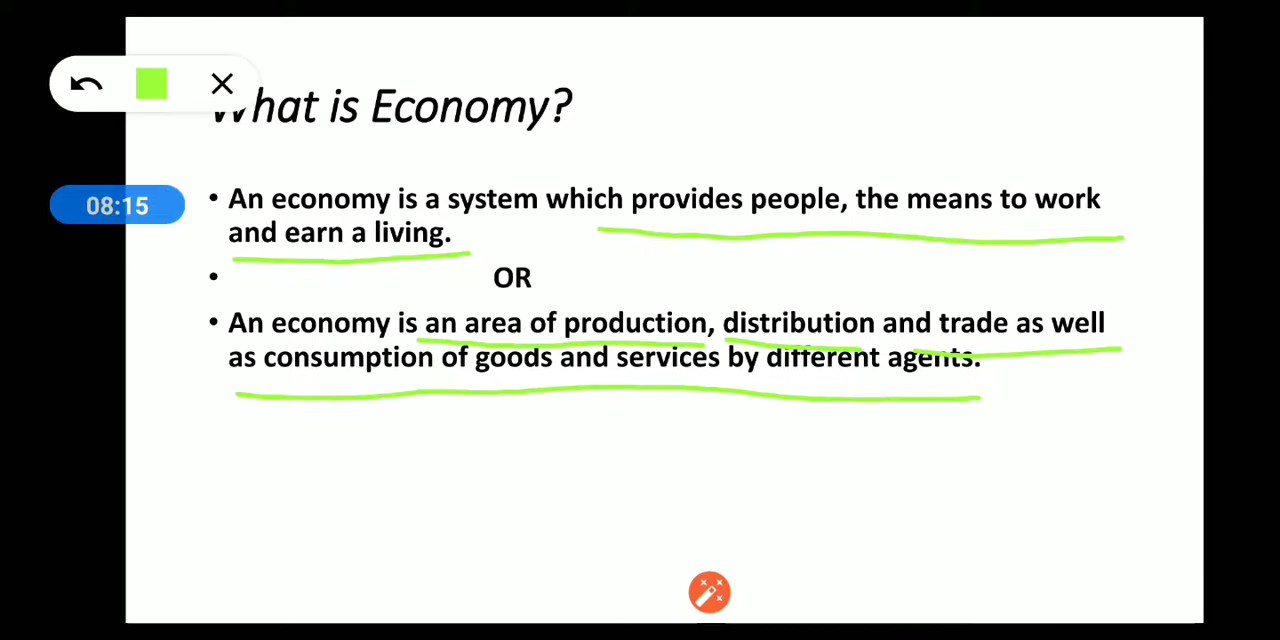 What is Economy?
• An economy is a system which provides people, the means to work
and earn a living.
08:15
• OR
• An economy is an area of production, distribution and trade as well
as consumption of goods and services by different agents.